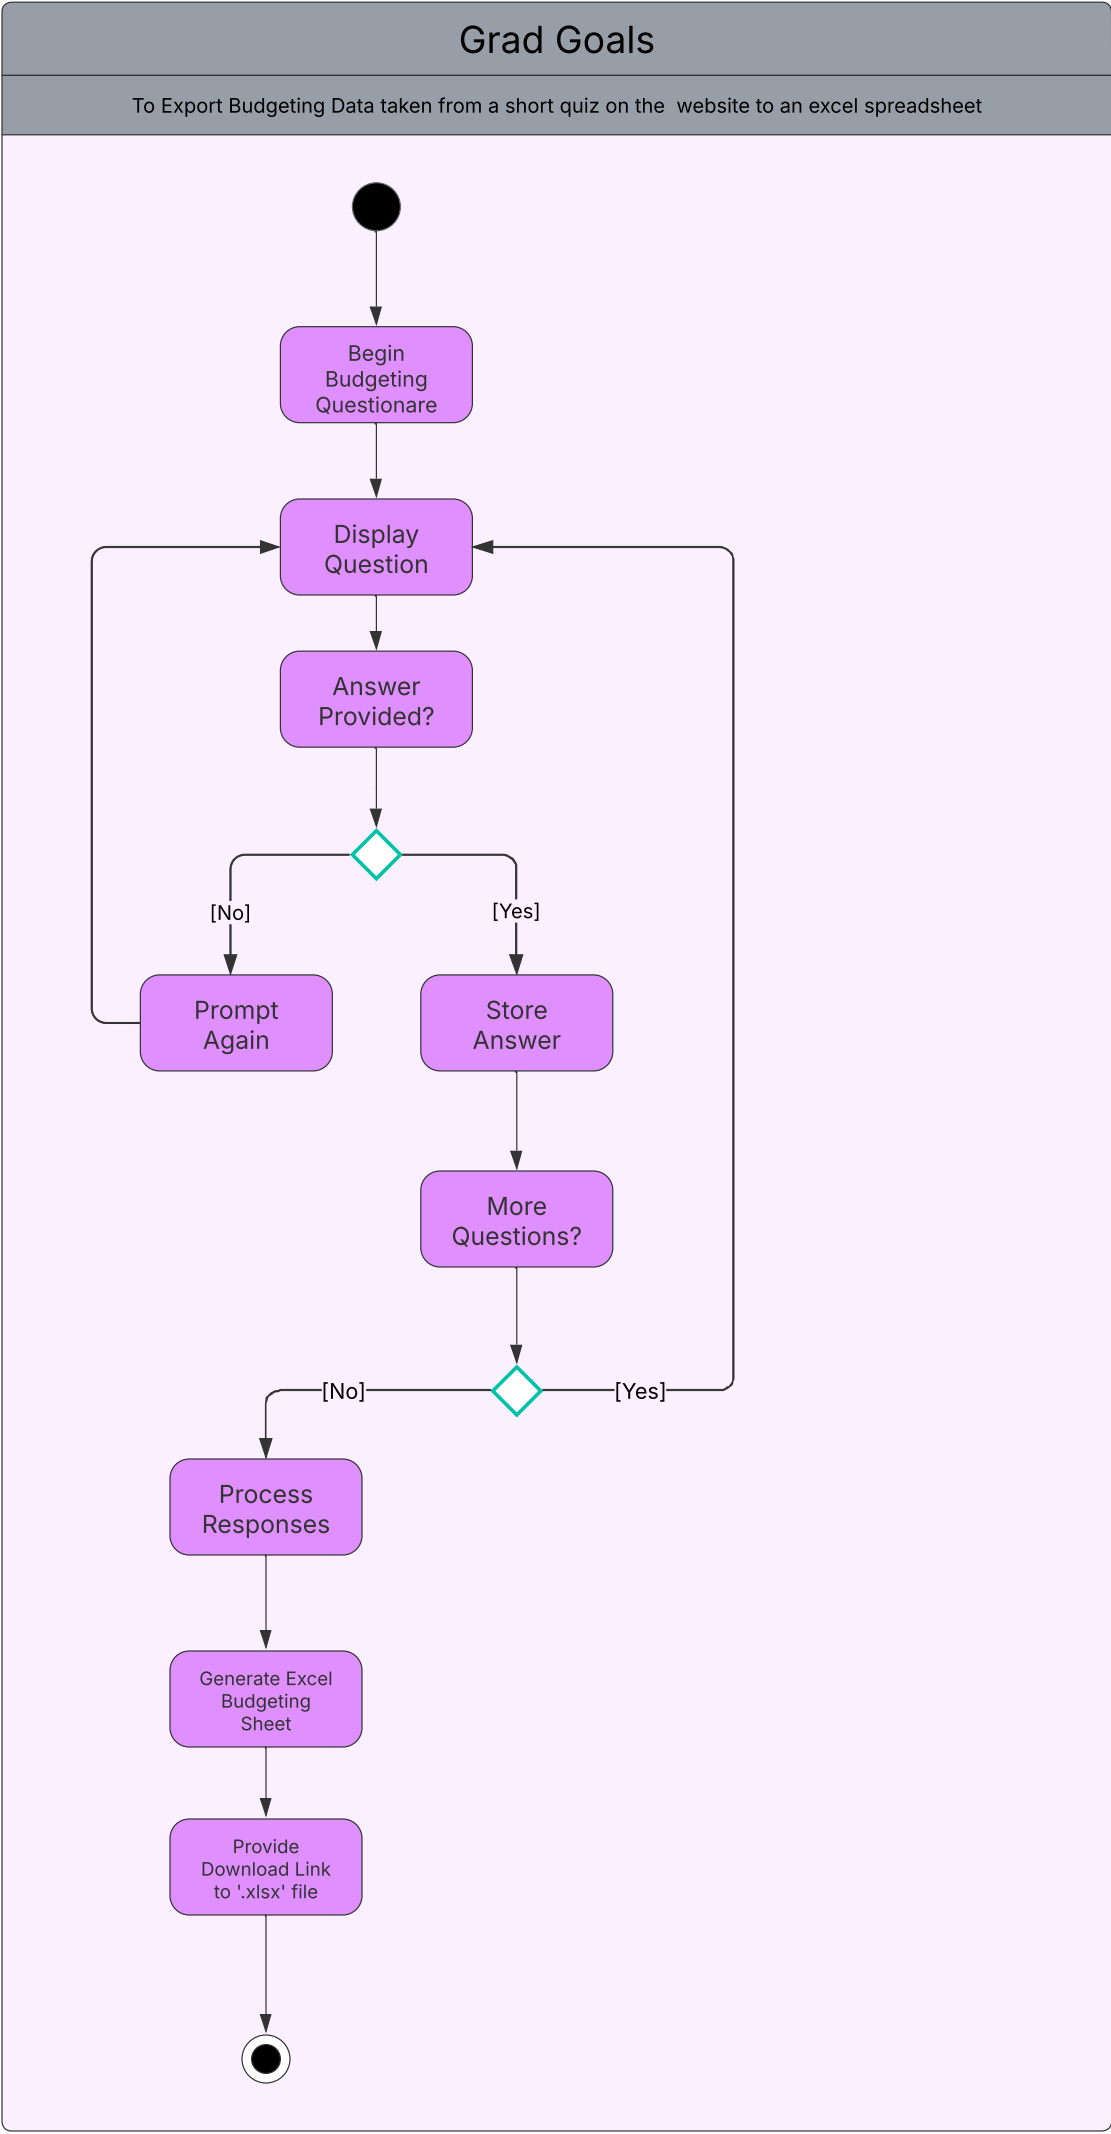 Grad Goals
To Export Budgeting Data taken from a short quiz on the  website to an excel spreadsheet
Begin
Budgeting
Questionare
Display
Question
Answer
Provided?
[No]
[Yes]
Prompt
Again
Store
Answer
More
Questions?
[No]
[Yes]
Process
Responses
Generate Excel
Budgeting
Sheet
Provide
Download Link
to '.xlsx' file